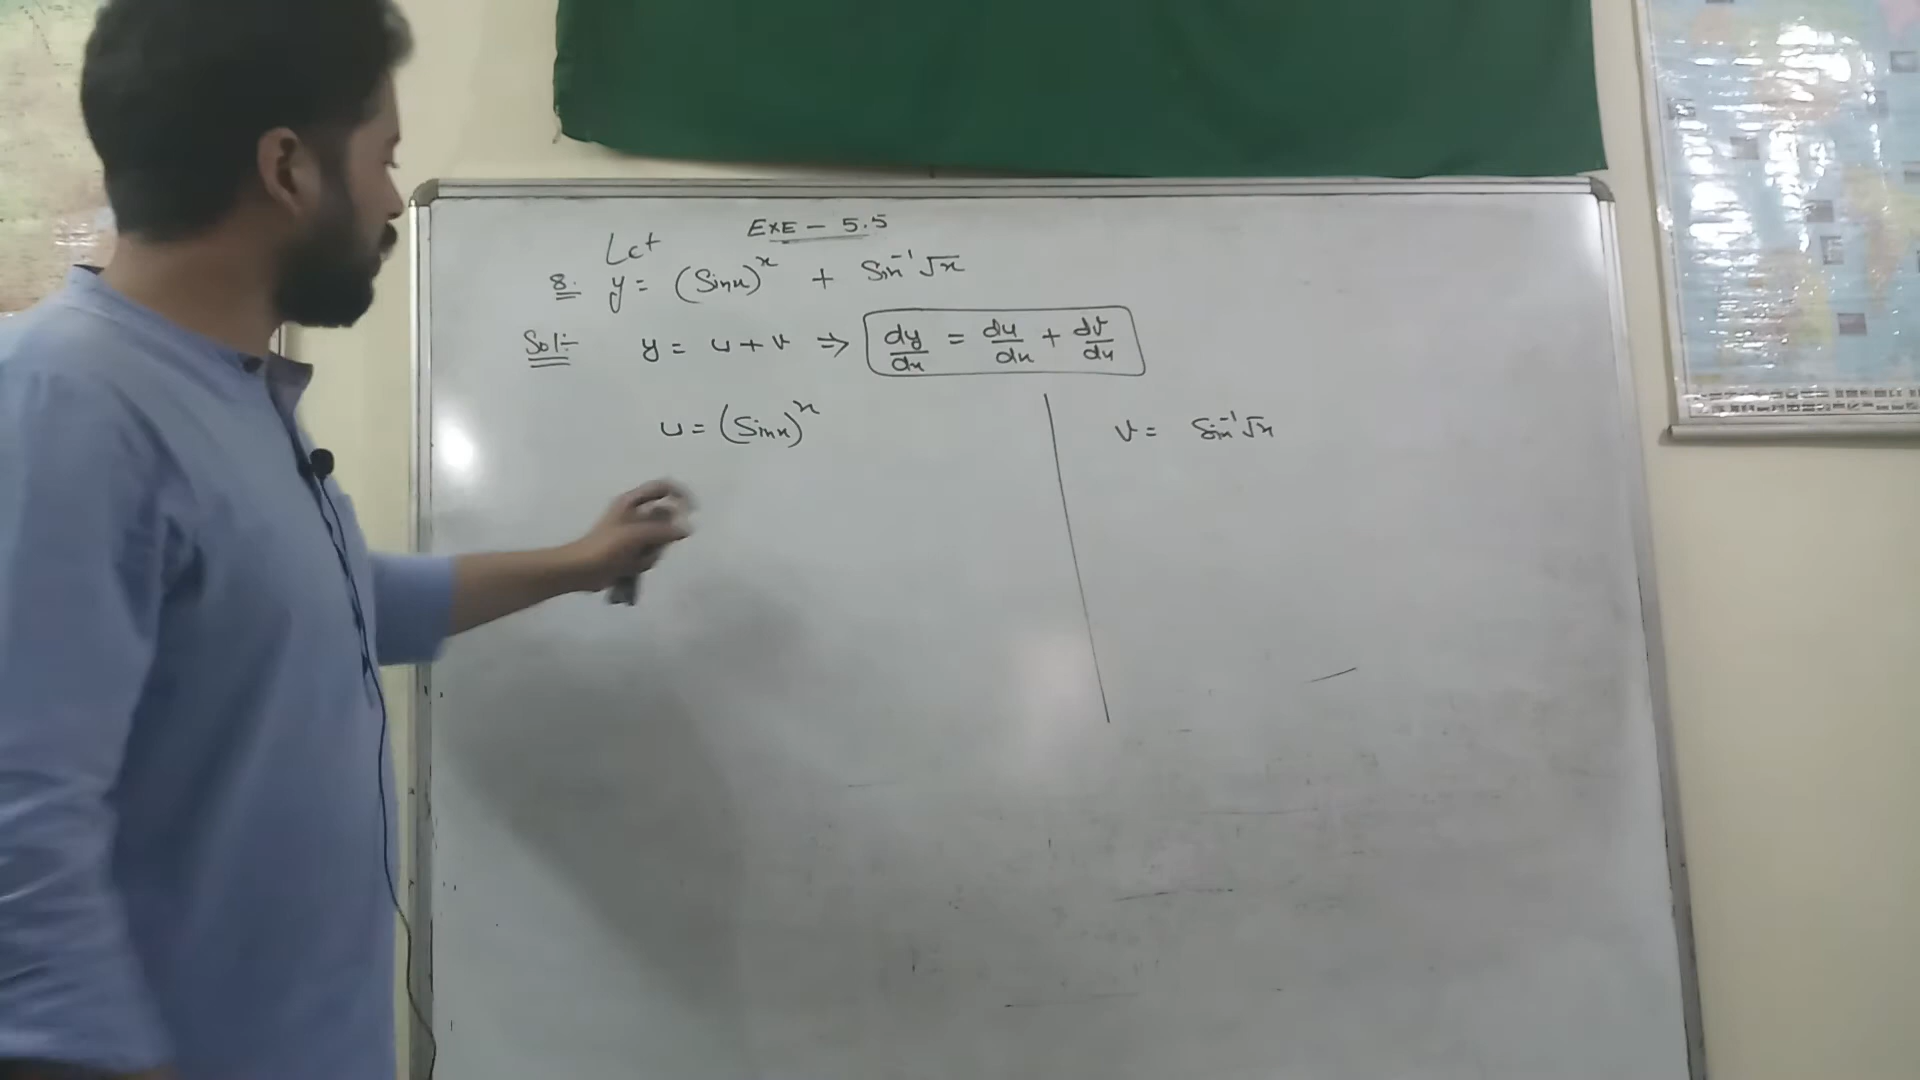 EXE - 5.5
Let
8. y = (Sinx)^x + Sin⁻¹√x
Sol:- y = u + v ⇒ dy/dx = du/dx + dv/dx
u = (Sinx)^x
v = Sin⁻¹√x